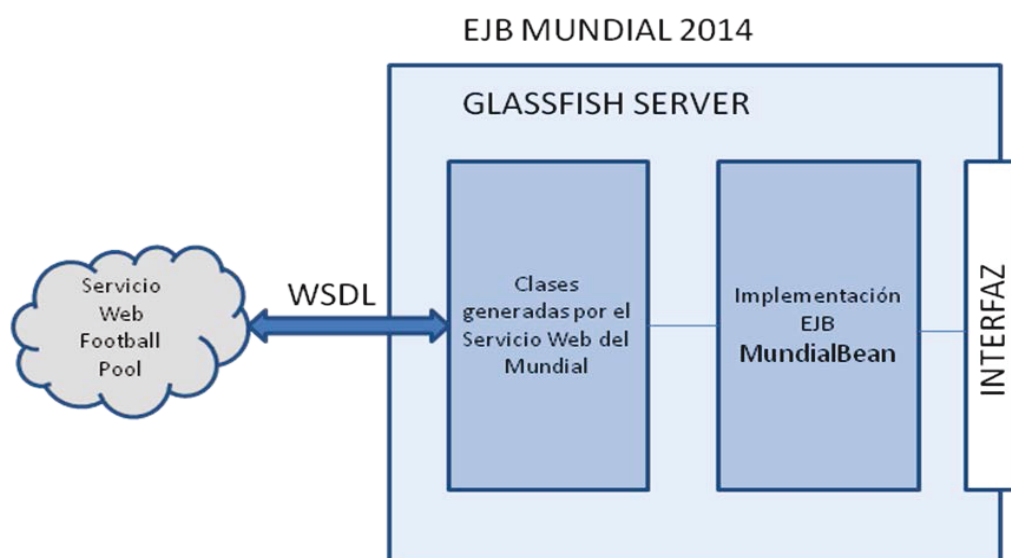 EJB MUNDIAL 2014
GLASSFISH SERVER
Servicio
Web
Football
Pool
WSDL
Clases
generadas por el
Servicio Web del
Mundial
Implementación
EJB
MundialBean
INTERFAZ